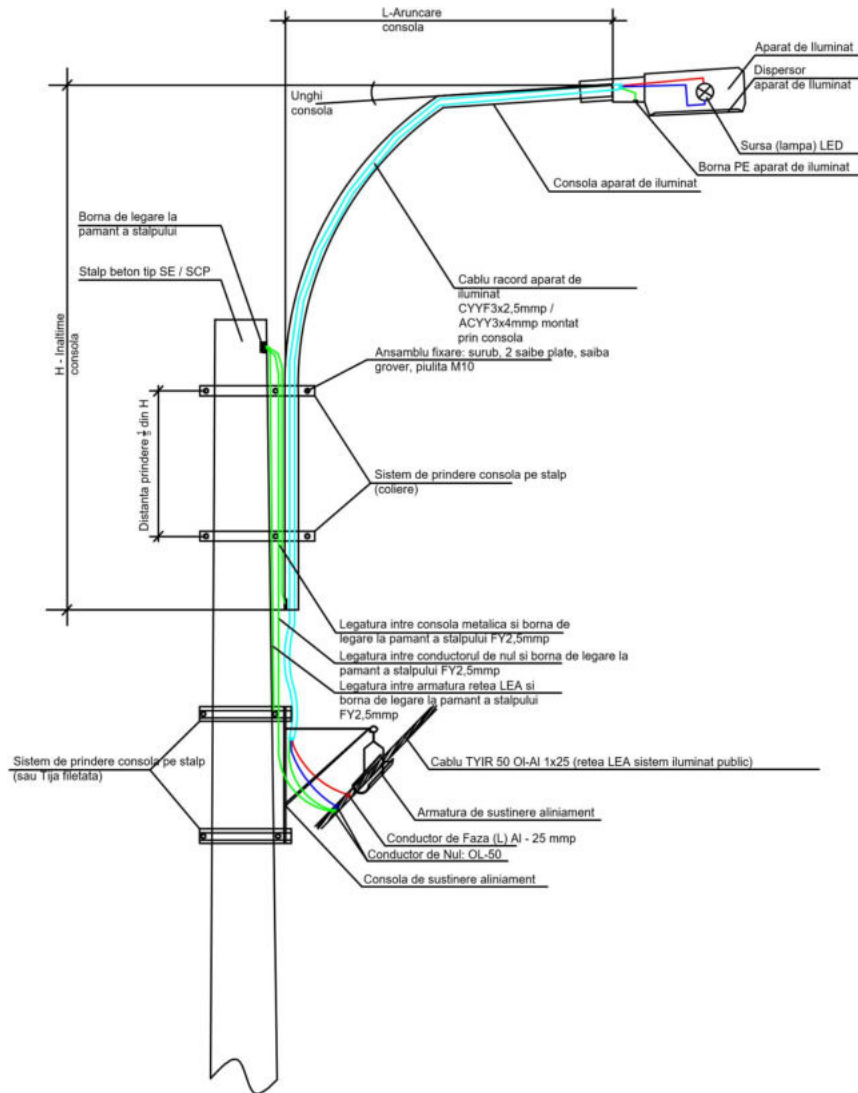 L-Aruncare
consola
Aparat de Iluminat
Dispersor
aparat de Iluminat
Unghi
consola
Sursa (lampa) LED
Borna PE aparat de iluminat
Consola aparat de iluminat
Borna de legare la
pamant a stalpului
Stalp beton tip SE / SCP
Cablu racord aparat de
iluminat
CYYF3x2,5mmp /
ACYY3x4mmp montat
prin consola
H - Inaltime
consola
Ansamblu fixare: surub, 2 saibe plate, saiba
grover, piulita M10
Distanta prindere din H
Sistem de prindere consola pe stalp
(coliere)
Legatura intre consola metalica si borna de
legare la pamant a stalpului FY2,5mmp
Legatura intre conductorul de nul si borna de legare la
pamant a stalpului FY2,5mmp
Legatura intre armatura retea LEA si
borna de legare la pamant a stalpului
FY2,5mmp
Sistem de prindere consola pe stalp
(sau Tija filetata)
Cablu TYIR 50 Ol-Al 1x25 (retea LEA sistem iluminat public)
Armatura de sustinere aliniament
Conductor de Faza (L) Al - 25 mmp
Conductor de Nul: OL-50
Consola de sustinere aliniament